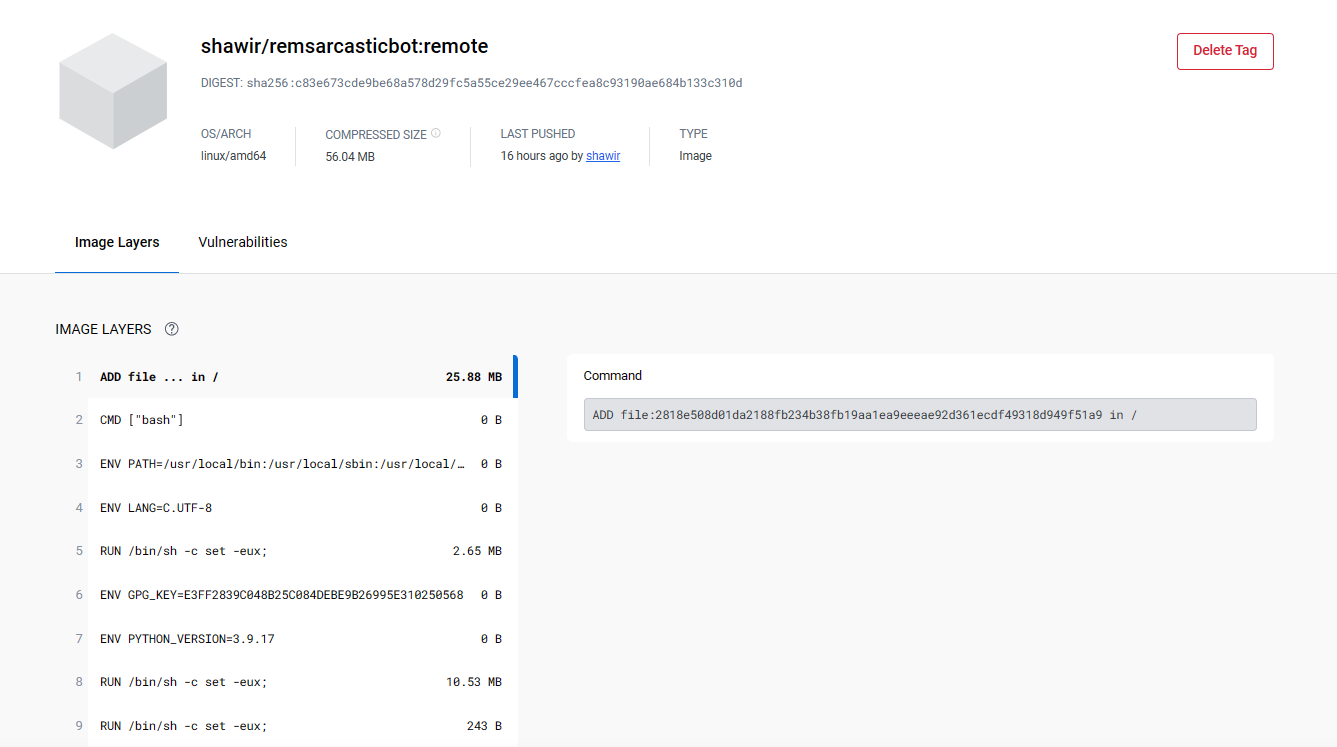 shawir/remsarcasticbot:remote
Delete Tag
DIGEST: sha256:c83e673cde9be68a578d29fc5a55ce29ee467cccfea8c93190ae684b133c310d
OS/ARCH
linux/amd64
COMPRESSED SIZE
56.04 MB
LAST PUSHED
16 hours ago by shawir
TYPE
Image
Image Layers
Vulnerabilities
IMAGE LAYERS
1 ADD file ... in / 25.88 MB
2 CMD ["bash"] 0 B
3 ENV PATH=/usr/local/bin:/usr/local/sbin:/usr/local/… 0 B
4 ENV LANG=C.UTF-8 0 B
5 RUN /bin/sh -c set -eux; 2.65 MB
6 ENV GPG_KEY=E3FF2839C048B25C084DEBE9B26995E310250568 0 B
7 ENV PYTHON_VERSION=3.9.17 0 B
8 RUN /bin/sh -c set -eux; 10.53 MB
9 RUN /bin/sh -c set -eux; 243 B
Command
ADD file:2818e508d01da2188fb234b38fb19aa1ea9eeeae92d361ecdf49318d949f51a9 in /